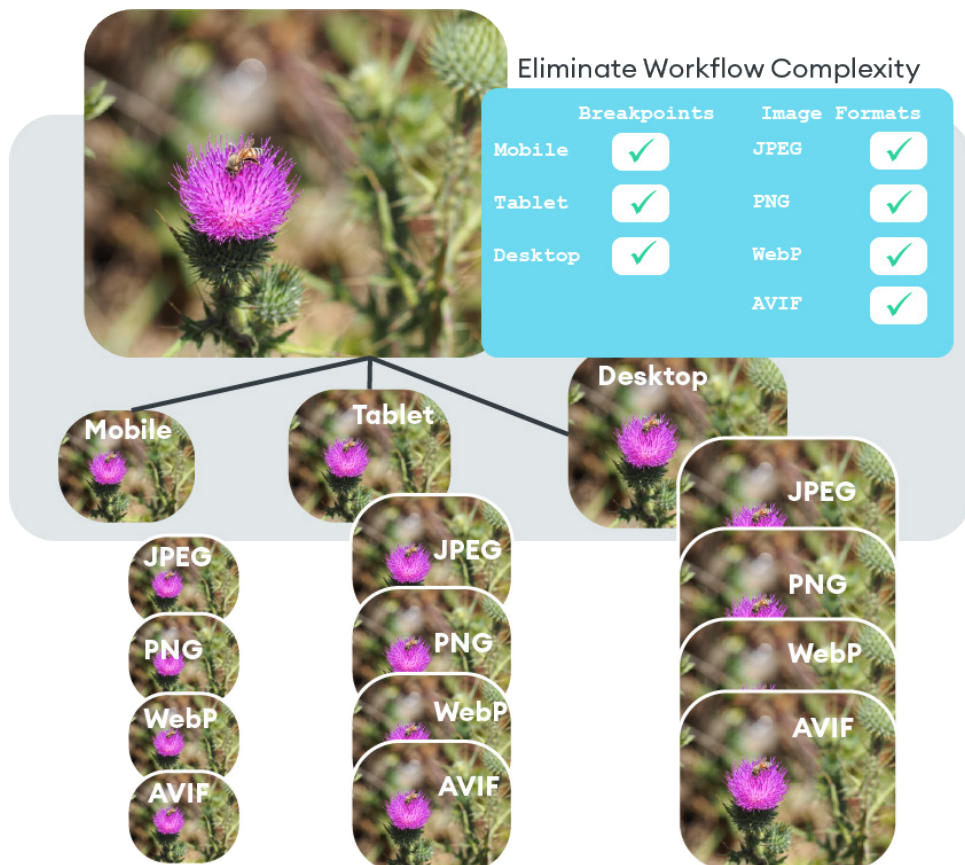 Eliminate Workflow Complexity
Breakpoints Image Formats
Mobile JPEG
Tablet PNG
Desktop WebP
AVIF
Desktop
Tablet
Mobile
JPEG
PNG
WebP
AVIF
JPEG
PNG
WebP
AVIF
JPEG
PNG
WebP
AVIF